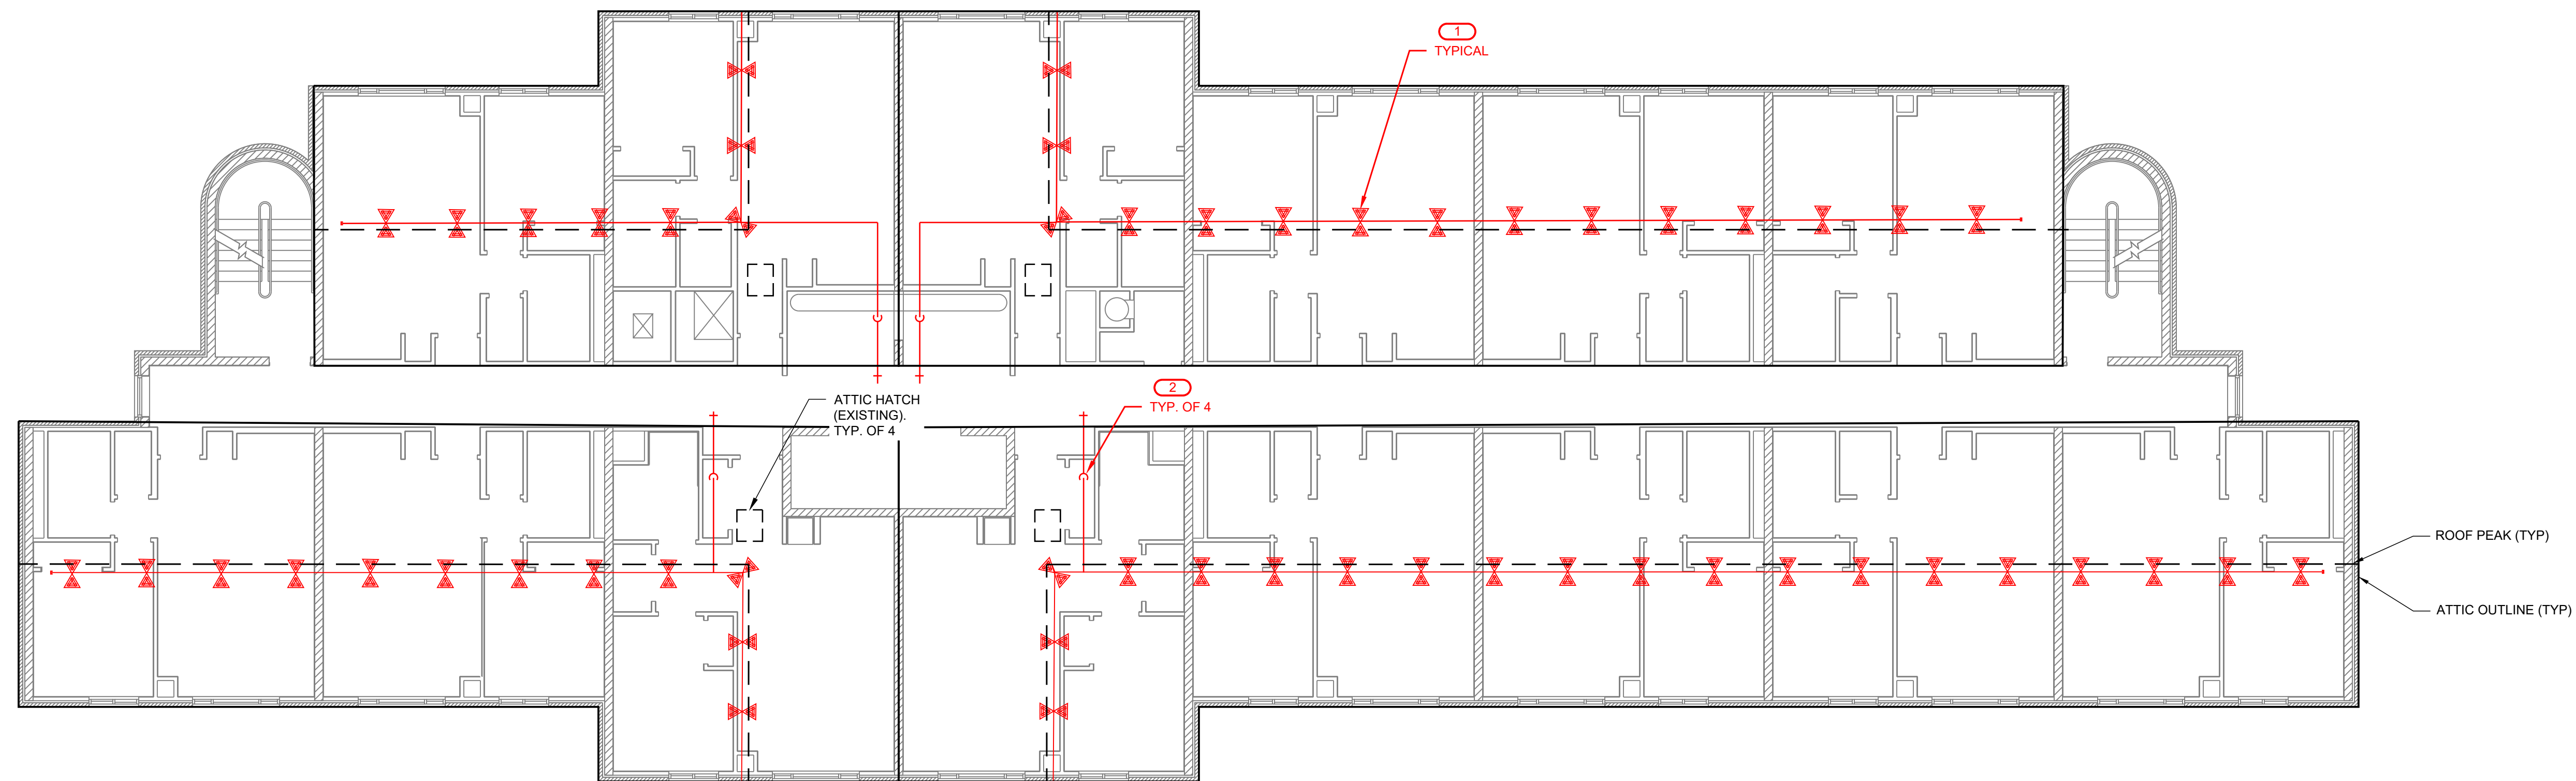 1
TYPICAL
2
TYP. OF 4
ATTIC HATCH
(EXISTING).
TYP. OF 4
ROOF PEAK (TYP)
ATTIC OUTLINE (TYP)